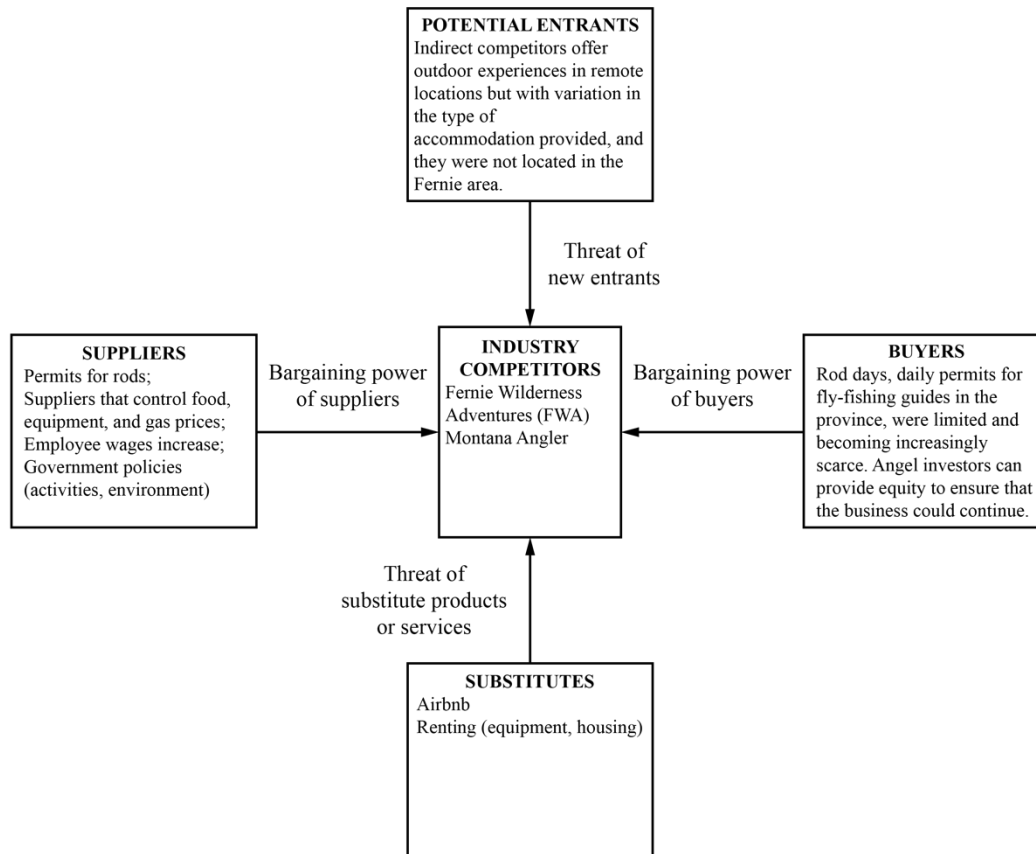 POTENTIAL ENTRANTS
Indirect competitors offer
outdoor experiences in remote
locations but with variation in
the type of
accommodation provided, and
they were not located in the
Fernie area.
Threat of
new entrants
SUPPLIERS
Permits for rods;
Suppliers that control food,
equipment, and gas prices;
Employee wages increase;
Government policies
(activities, environment)
Bargaining power
of suppliers
INDUSTRY
COMPETITORS
Fernie Wilderness
Adventures (FWA)
Montana Angler
Bargaining power
of buyers
BUYERS
Rod days, daily permits for
fly-fishing guides in the
province, were limited and
becoming increasingly
scarce. Angel investors can
provide equity to ensure that
the business could continue.
Threat of
substitute products
or services
SUBSTITUTES
Airbnb
Renting (equipment, housing)